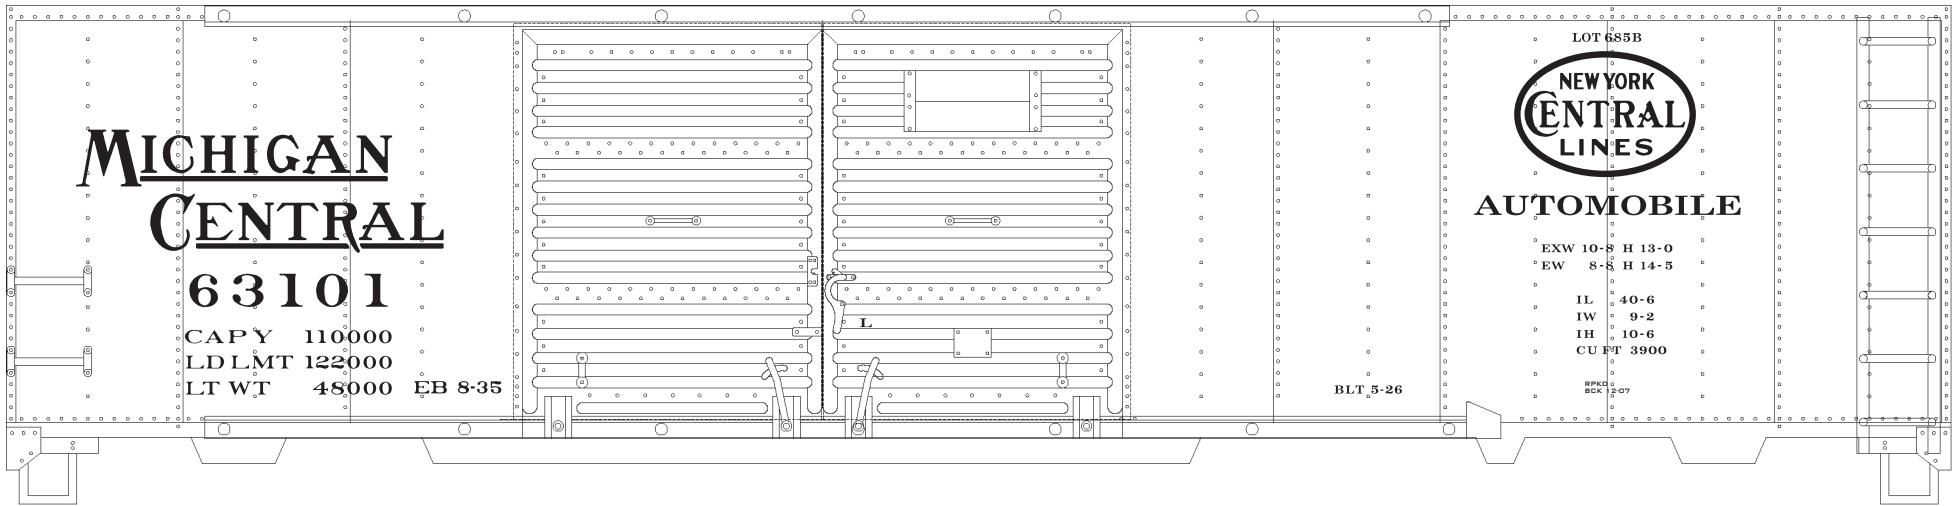 MICHIGAN
CENTRAL
63101
CAPY 110000
LD LMT 122000
LT WT 48000 EB 8-35
L
BLT 5-26
LOT 685B
NEW YORK
CENTRAL
LINES
AUTOMOBILE
EXW 10-8 H 13-0
EW 8-8 H 14-5
IL 40-6
IW 9-2
IH 10-6
CU FT 3900
RPKD
BCK 12-07